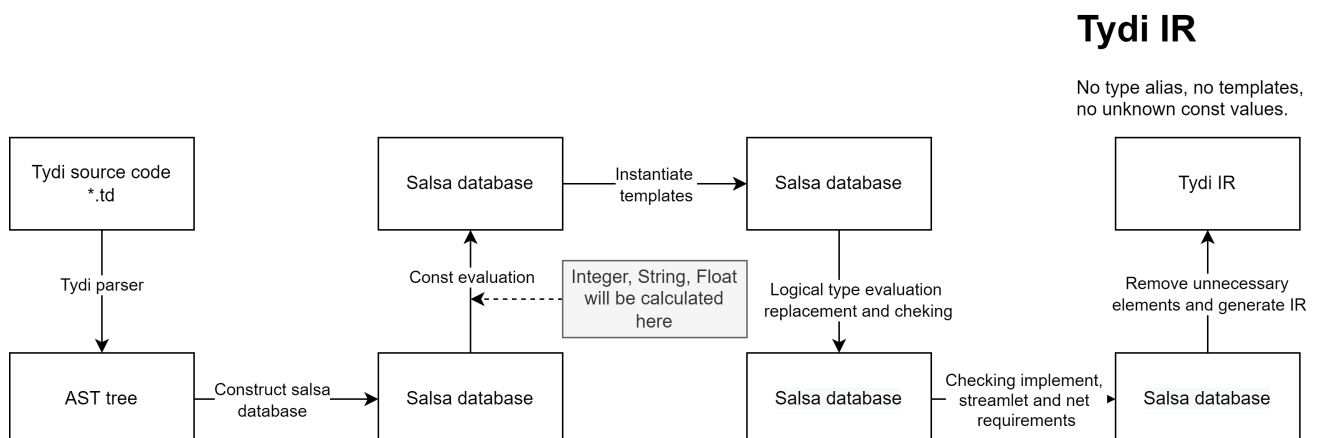 Tydi IR
No type alias, no templates,
no unknown const values.
Tydi source code
*.td
Salsa database
Instantiate
templates
Salsa database
Tydi IR
Tydi parser
Const evaluation
Integer, String, Float
will be calculated
here
Logical type evaluation
replacement and cheking
Remove unnecessary
elements and generate IR
AST tree
Construct salsa
database
Salsa database
Salsa database
Checking implement,
streamlet and net
requirements
Salsa database